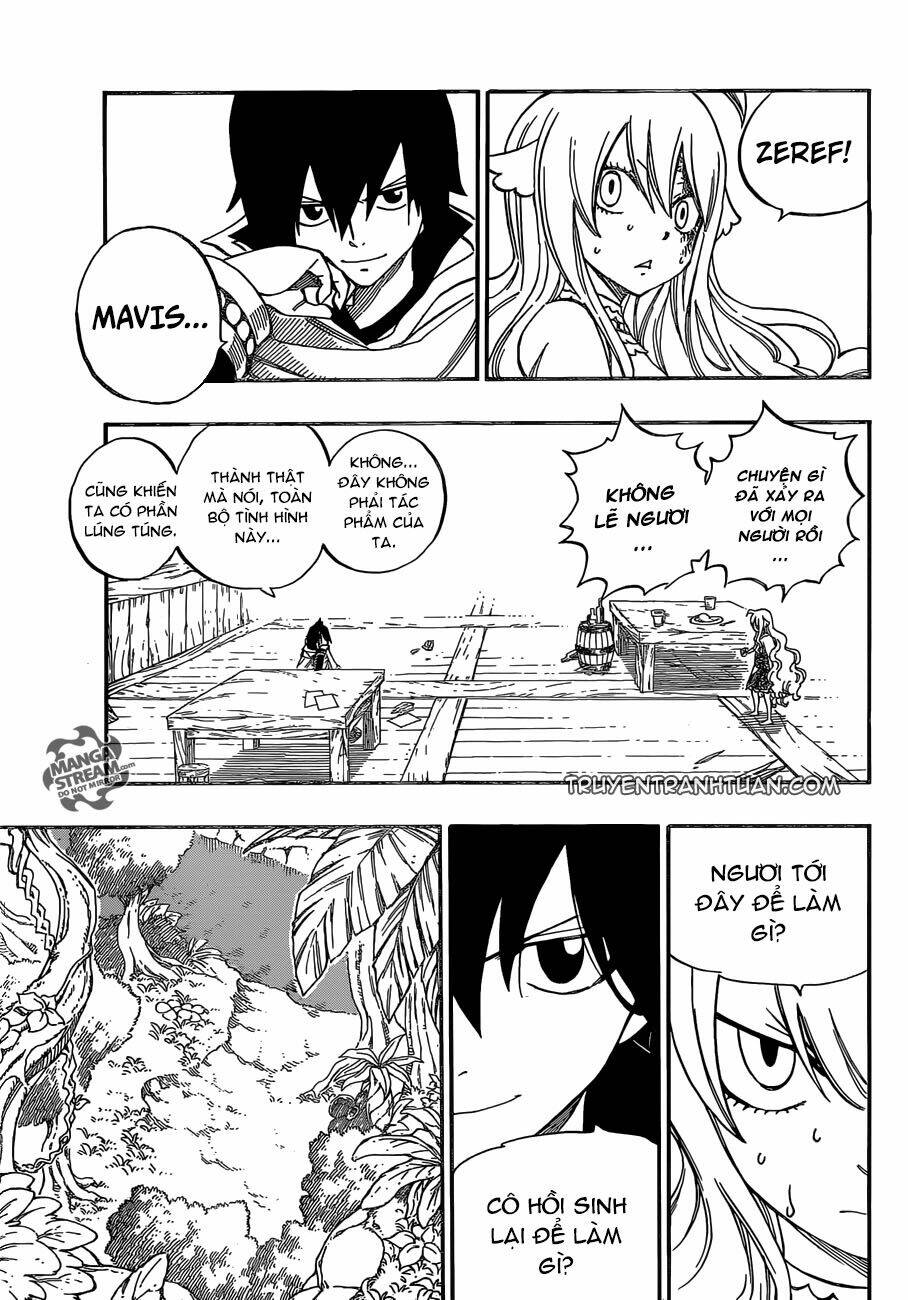 ZEREF!
MAVIS...
CHUYỆN GÌ
ĐÃ XẢY RA
VỚI MỌI
NGƯỜI RỒI
...
KHÔNG
LẼ NGƯƠI
...
KHÔNG...
ĐÂY KHÔNG
PHẢI TÁC
PHẨM CỦA
TA.
THÀNH THẬT
MÀ NÓI, TOÀN
BỘ TÌNH HÌNH
NÀY...
CŨNG KHIẾN
TA CÓ PHẦN
LÚNG TÚNG.
MANGA
STREAM.COM
DO NOT MIRROR
TRUYENTRANHTUAN.COM
NGƯƠI TỚI
ĐÂY ĐỂ LÀM
GÌ?
CÔ HỒI SINH
LẠI ĐỂ LÀM
GÌ?